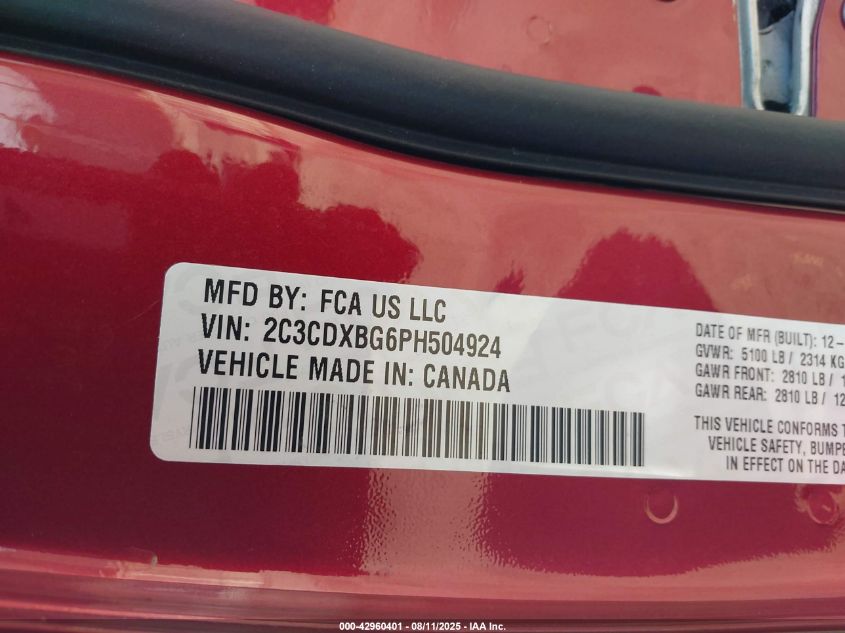 MFD BY: FCA US LLC
VIN: 2C3CDXBG6PH504924
VEHICLE MADE IN: CANADA
DATE OF MFR (BUILT): 12-
GVWR: 5100 LB / 2314 KG
GAWR FRONT: 2810 LB / 1
GAWR REAR: 2810 LB / 12
THIS VEHICLE CONFORMS T
VEHICLE SAFETY, BUMPE
IN EFFECT ON THE DA
000-42960401 - 08/11/2025 - IAA Inc.